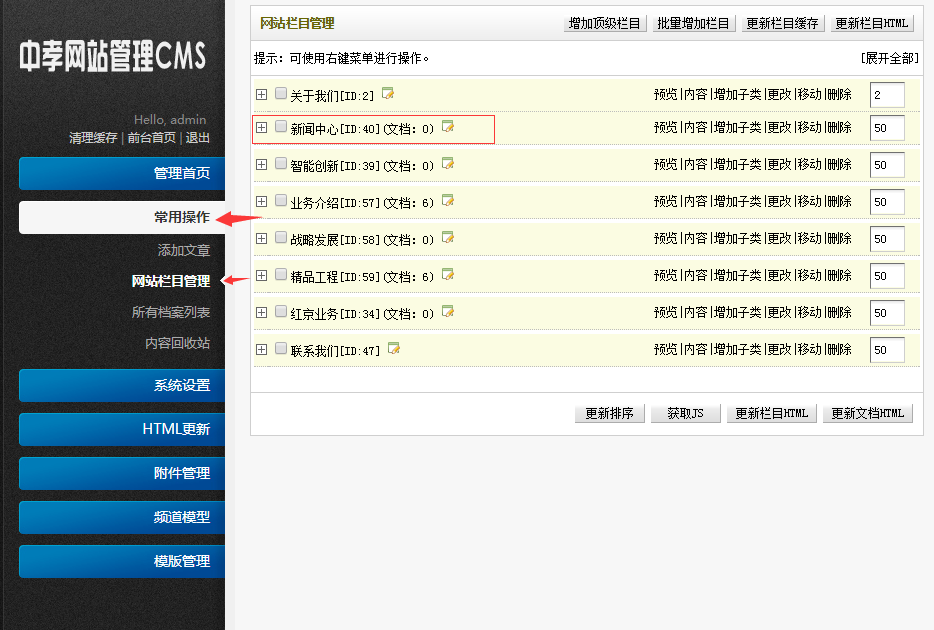 中孝网站管理CMS
Hello, admin
清理缓存 | 前台首页 | 退出
管理首页
常用操作
添加文章
网站栏目管理
所有档案列表
内容回收站
系统设置
HTML更新
附件管理
频道模型
模版管理
网站栏目管理 增加顶级栏目 批量增加栏目 更新栏目缓存 更新栏目HTML
提示：可使用右键菜单进行操作。 [展开全部]
关于我们[ID:2] 预览|内容|增加子类|更改|移动|删除 2
新闻中心[ID:40](文档：0) 预览|内容|增加子类|更改|移动|删除 50
智能创新[ID:39](文档：0) 预览|内容|增加子类|更改|移动|删除 50
业务介绍[ID:57](文档：6) 预览|内容|增加子类|更改|移动|删除 50
战略发展[ID:58](文档：0) 预览|内容|增加子类|更改|移动|删除 50
精品工程[ID:59](文档：6) 预览|内容|增加子类|更改|移动|删除 50
红京业务[ID:34](文档：0) 预览|内容|增加子类|更改|移动|删除 50
联系我们[ID:47] 预览|内容|增加子类|更改|移动|删除 50
更新排序 获取JS 更新栏目HTML 更新文档HTML